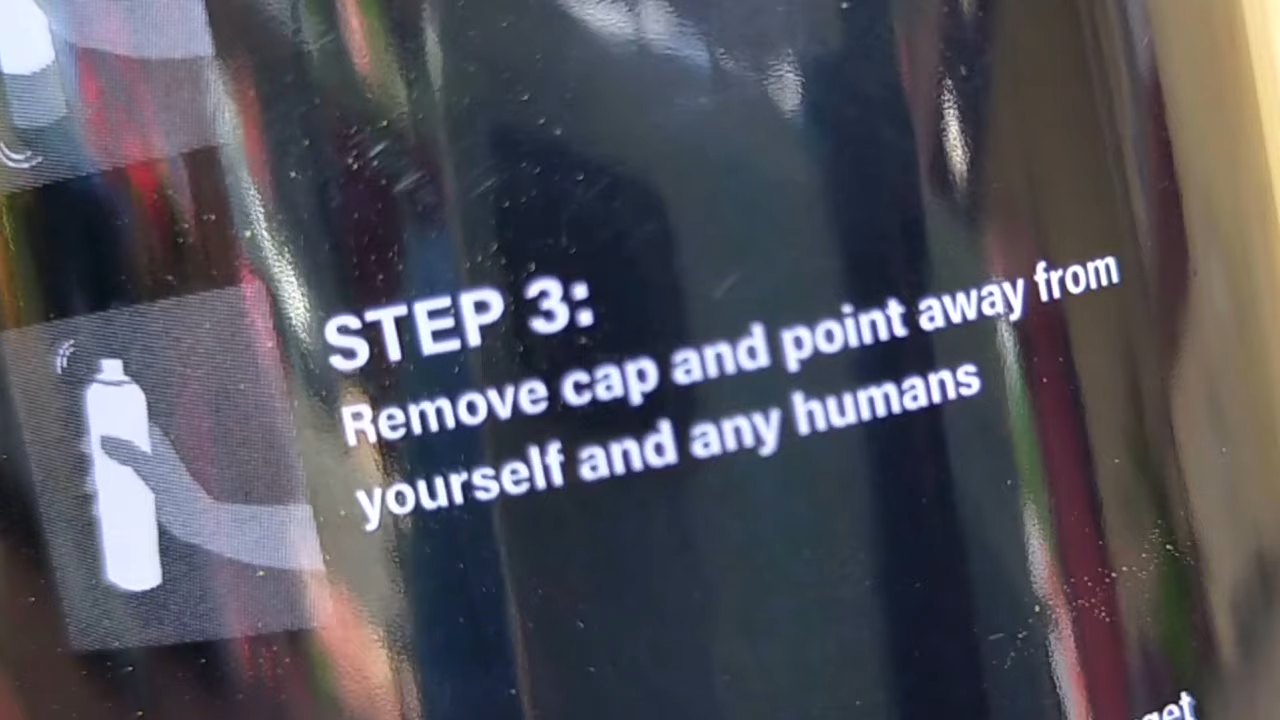 STEP 3:
Remove cap and point away from
yourself and any humans